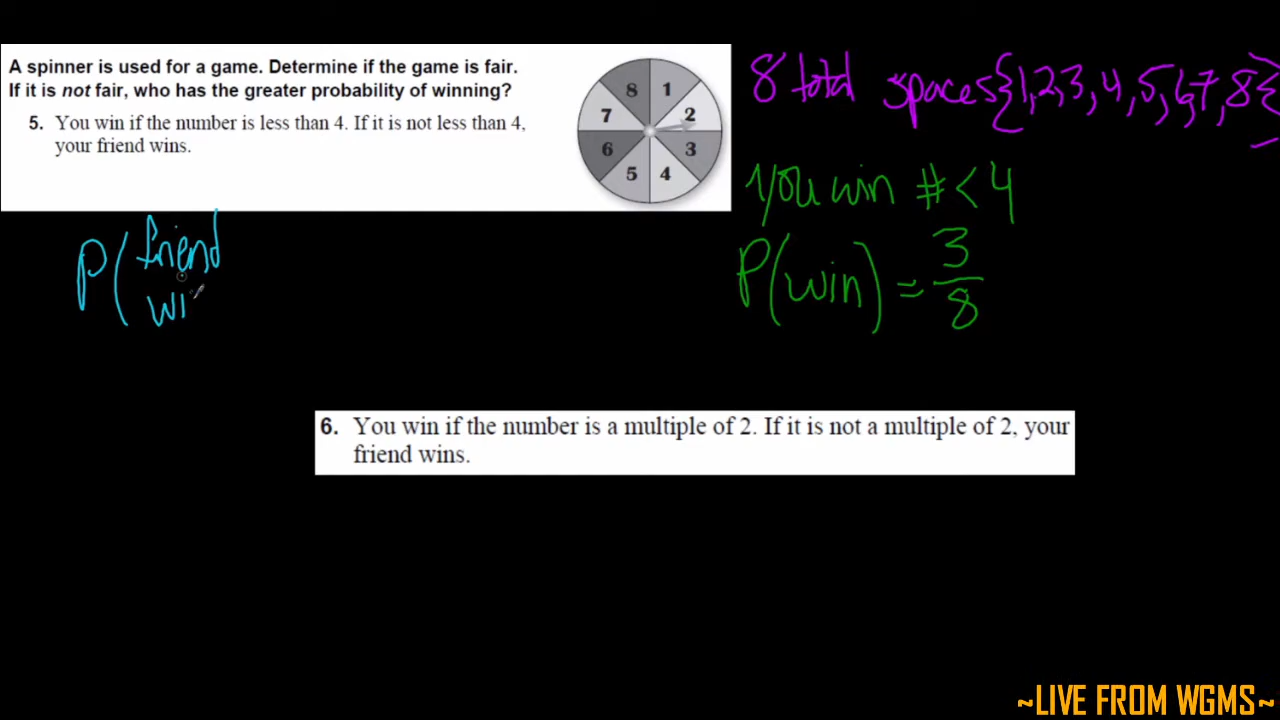 A spinner is used for a game. Determine if the game is fair.
If it is not fair, who has the greater probability of winning?
5. You win if the number is less than 4. If it is not less than 4,
your friend wins.
8 1
7 2
6 3
5 4
8 total spaces {1,2,3,4,5,6,7,8}
you win # < 4
P(win) = 3/8
P(friend
wi
6. You win if the number is a multiple of 2. If it is not a multiple of 2, your
friend wins.
~LIVE FROM WGMS~